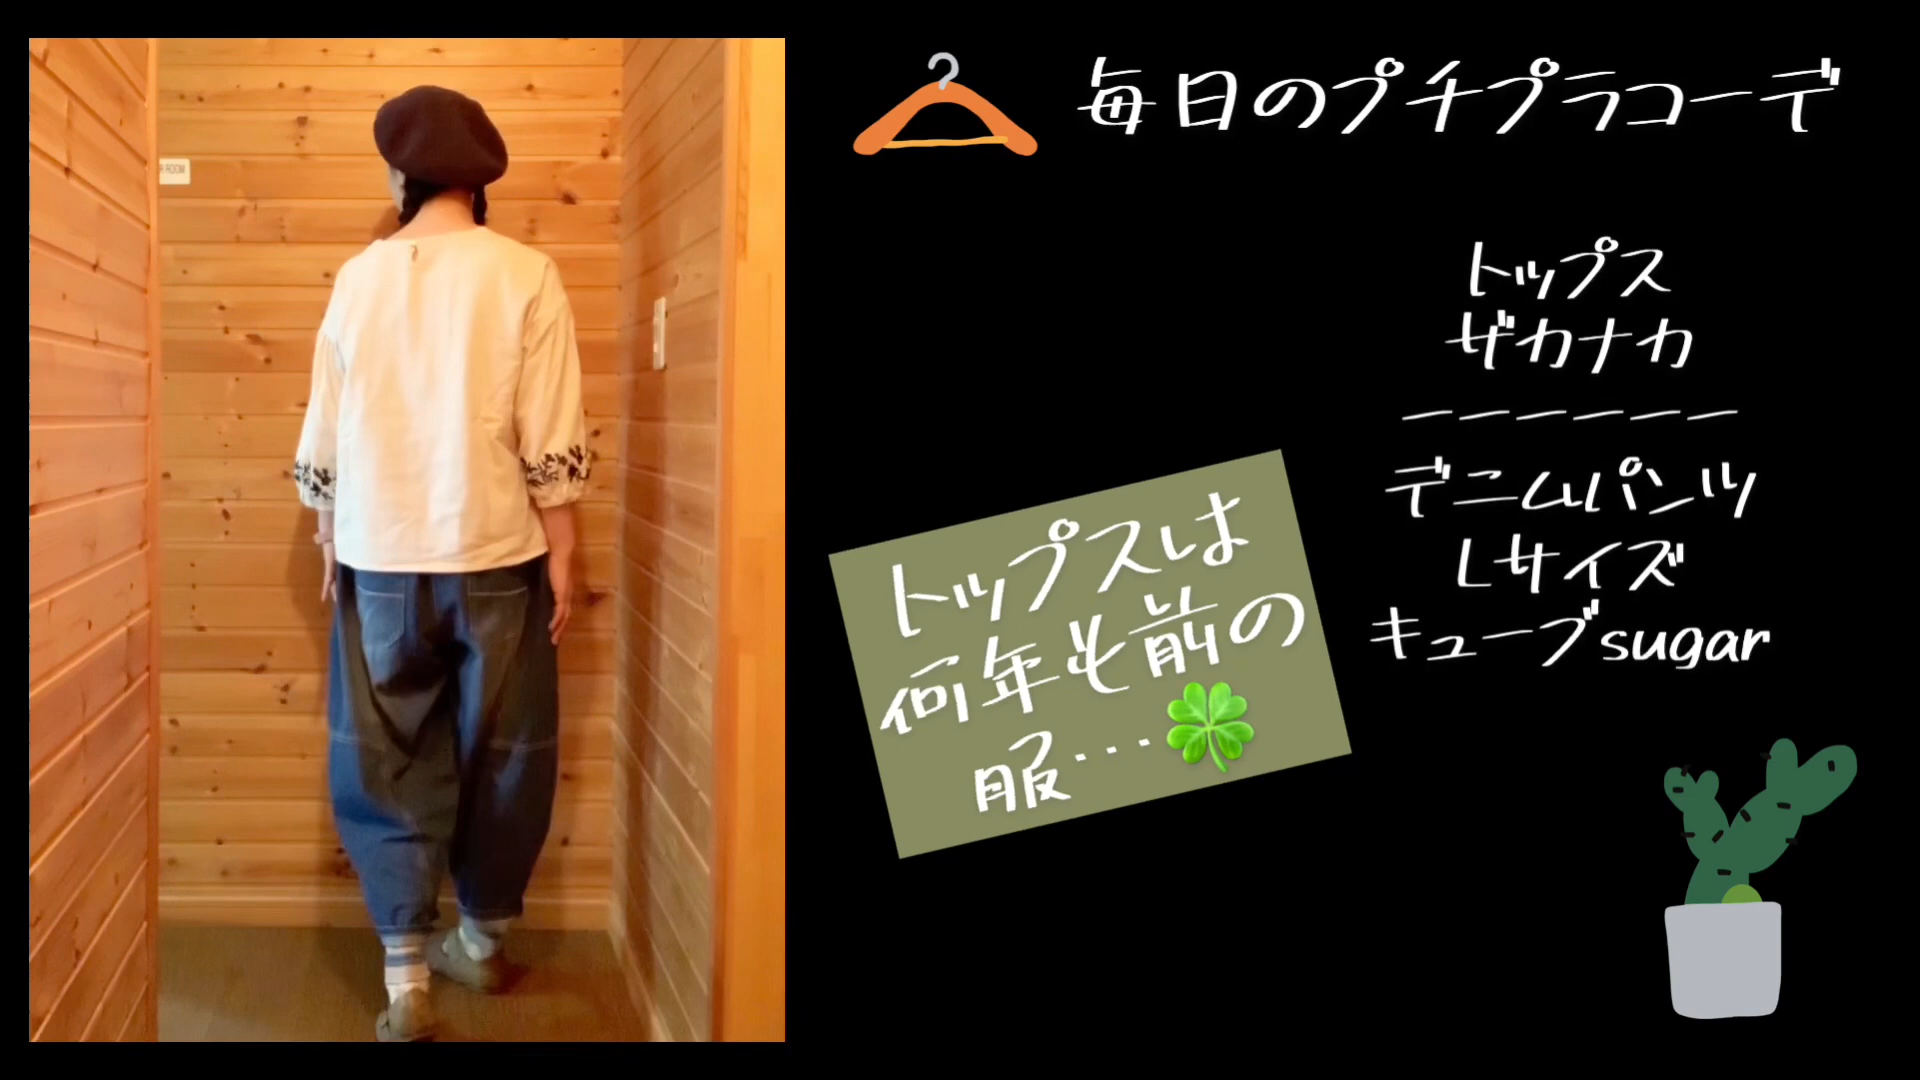 毎日のプチプラコーデ
トップス
ザカナカ
ーーーーーー
デニムパンツ
Lサイズ
キューブsugar
トップスは
何年も前の
服…🍀
R ROOM